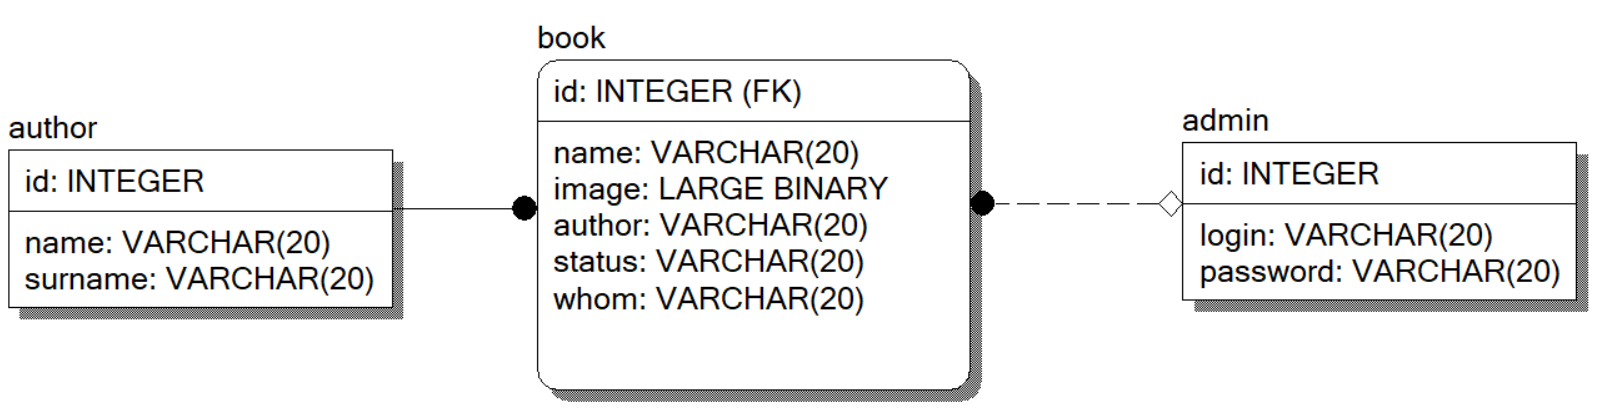 author
id: INTEGER
name: VARCHAR(20)
surname: VARCHAR(20)
book
id: INTEGER (FK)
name: VARCHAR(20)
image: LARGE BINARY
author: VARCHAR(20)
status: VARCHAR(20)
whom: VARCHAR(20)
admin
id: INTEGER
login: VARCHAR(20)
password: VARCHAR(20)